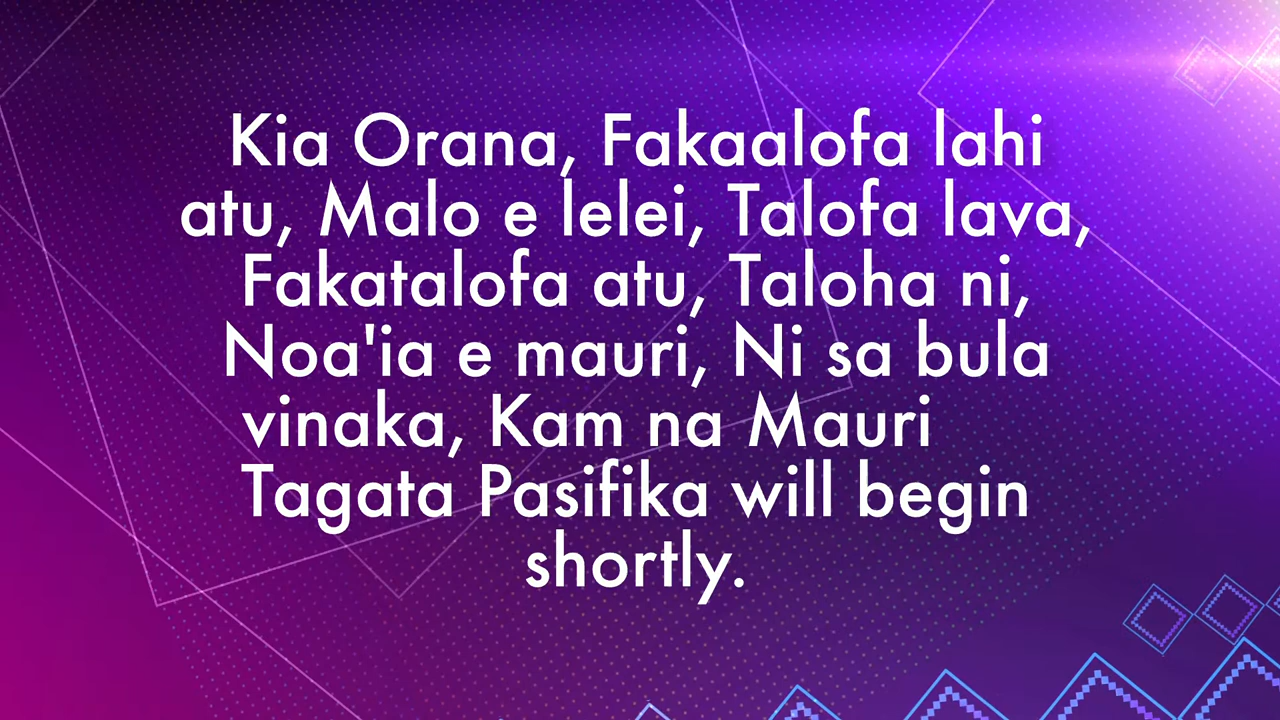 Kia Orana, Fakaalofa lahi
atu, Malo e lelei, Talofa lava,
Fakatalofa atu, Taloha ni,
Noa'ia e mauri, Ni sa bula
vinaka, Kam na Mauri
Tagata Pasifika will begin
shortly.